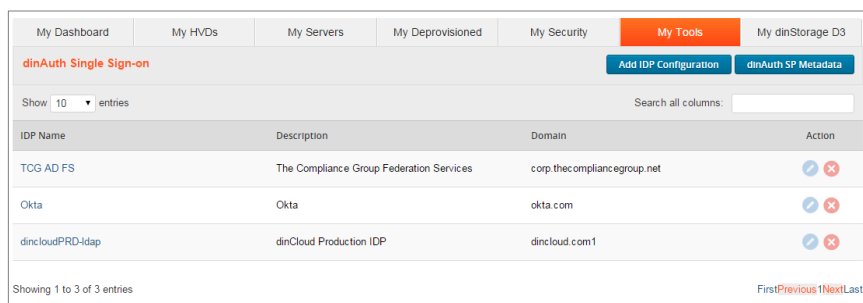 My Dashboard My HVDs My Servers My Deprovisioned My Security My Tools My dinStorage D3
dinAuth Single Sign-on Add IDP Configuration dinAuth SP Metadata
Show 10 entries Search all columns:
IDP Name Description Domain Action
TCG AD FS The Compliance Group Federation Services corp.thecompliancegroup.net
Okta Okta okta.com
dincloudPRD-ldap dinCloud Production IDP dincloud.com1
Showing 1 to 3 of 3 entries FirstPrevious1NextLast